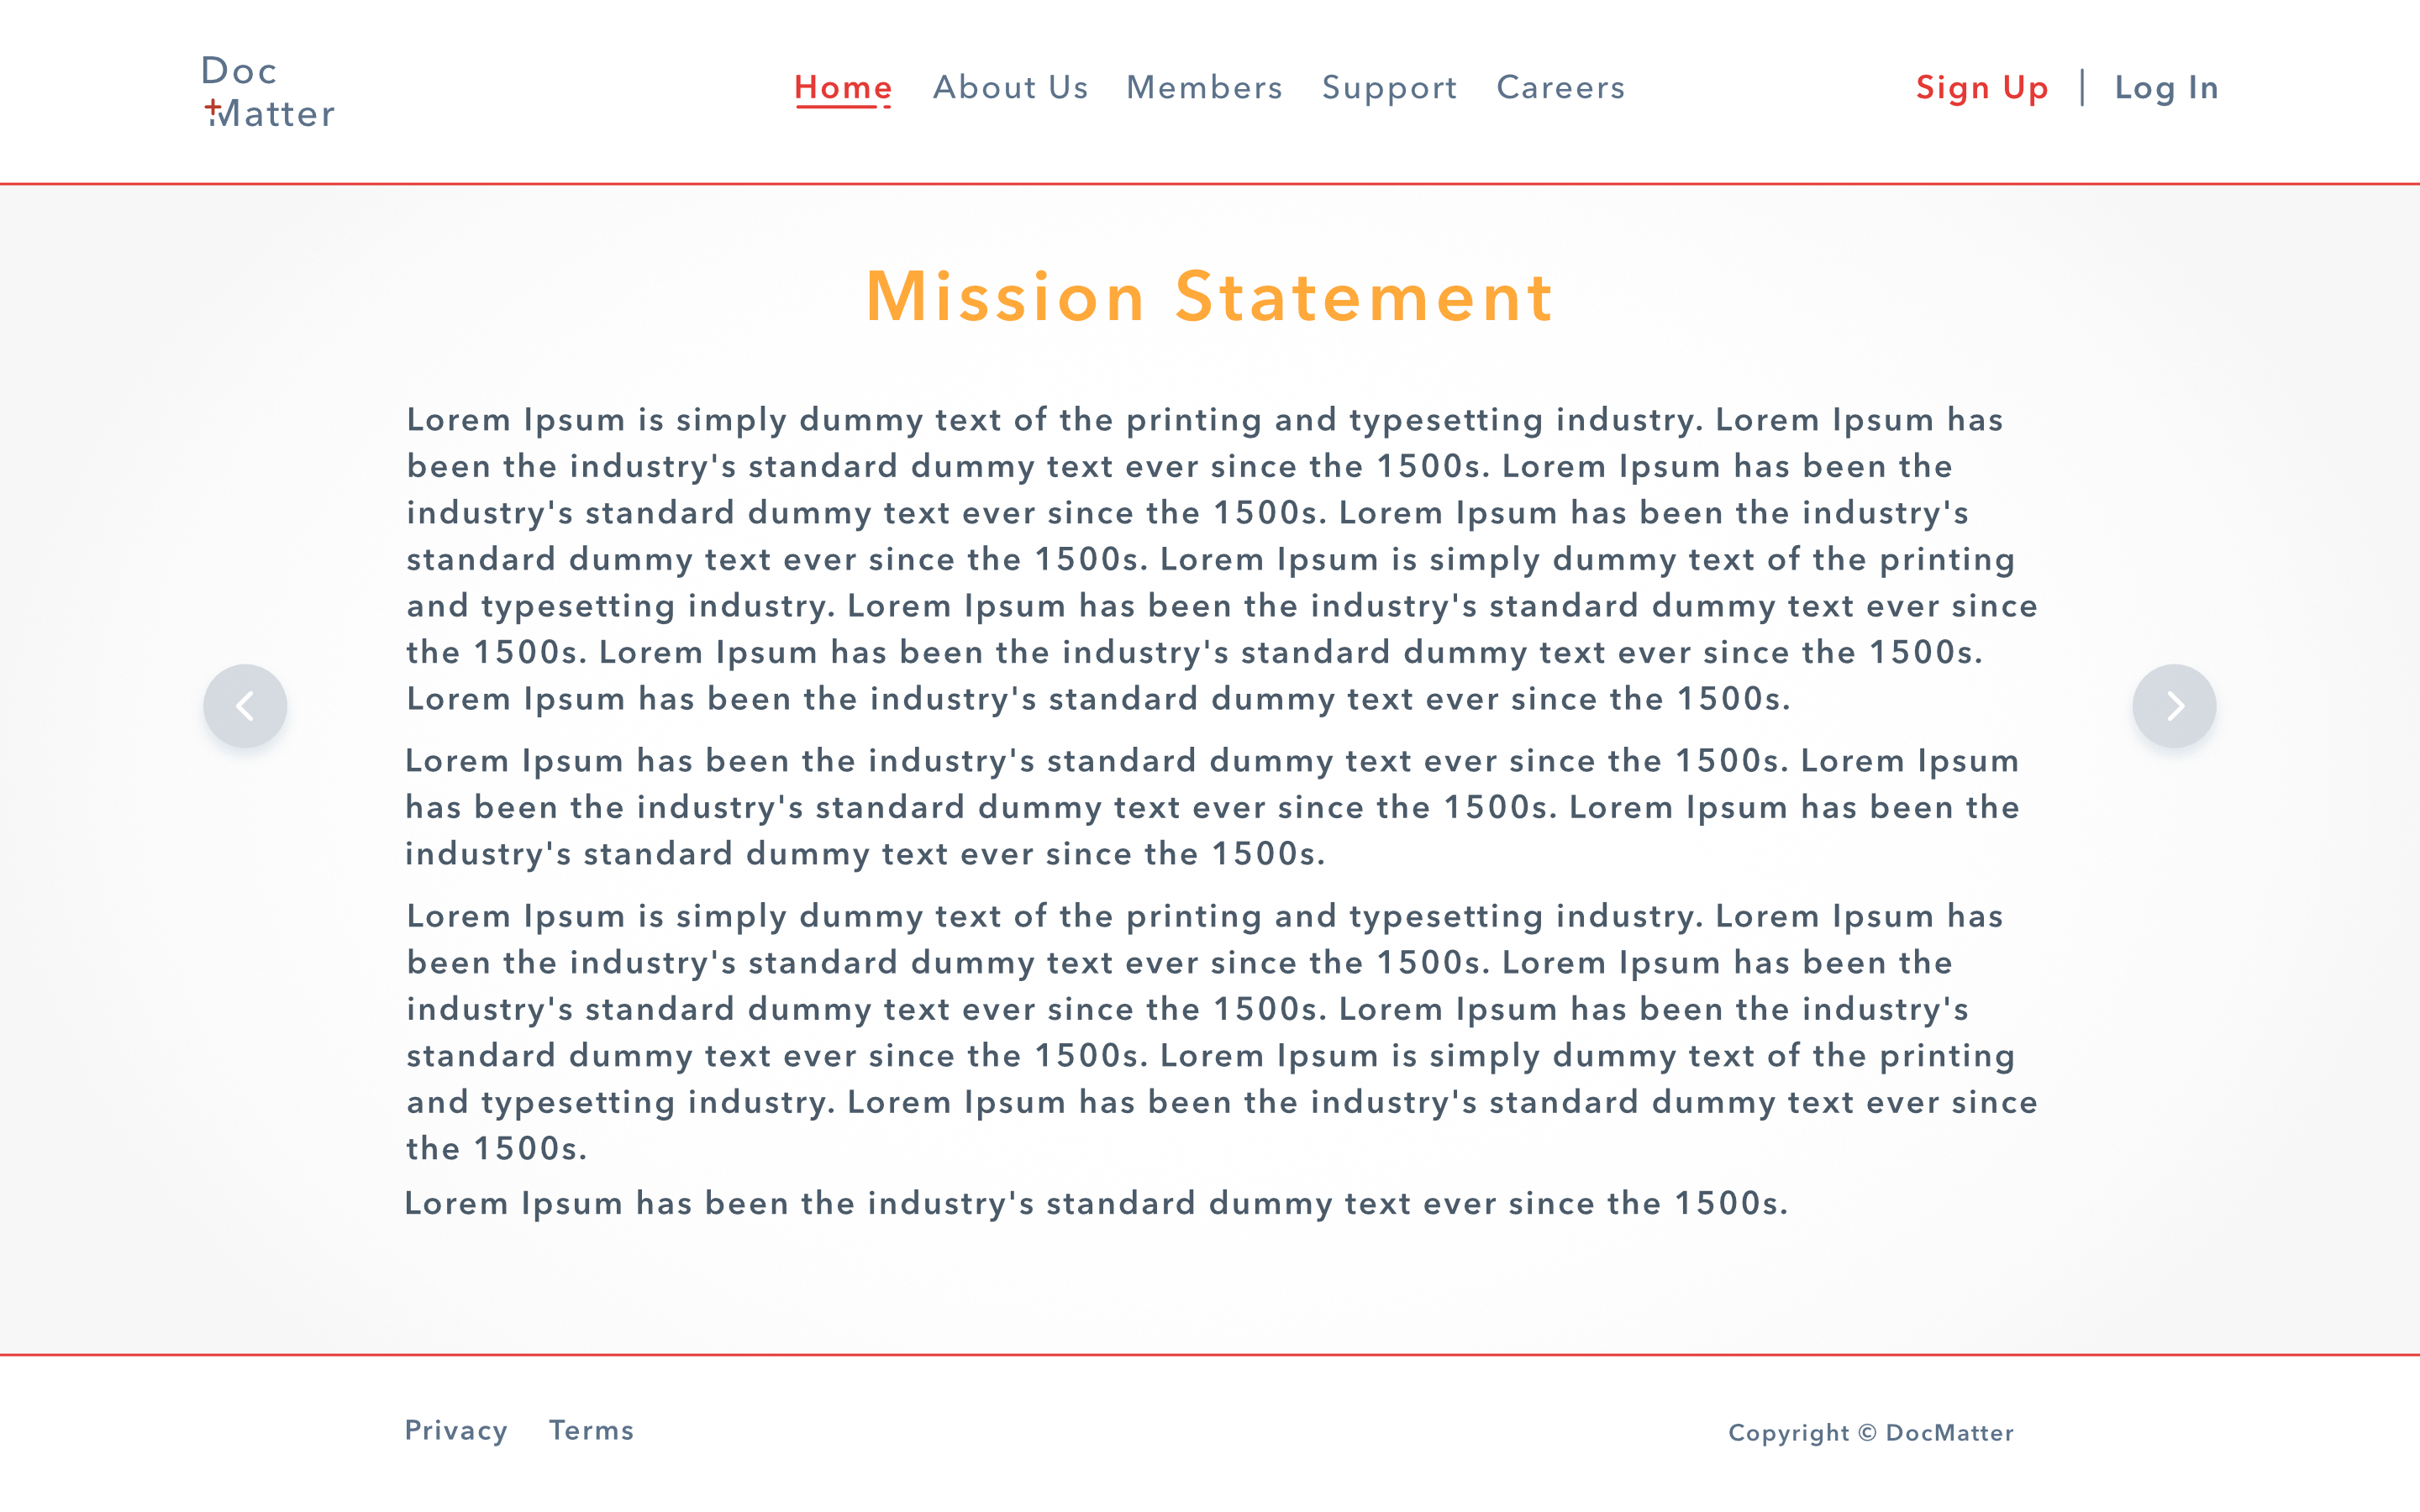 Doc
Matter
Home About Us Members Support Careers
Sign Up | Log In
Mission Statement
Lorem Ipsum is simply dummy text of the printing and typesetting industry. Lorem Ipsum has
been the industry's standard dummy text ever since the 1500s. Lorem Ipsum has been the
industry's standard dummy text ever since the 1500s. Lorem Ipsum has been the industry's
standard dummy text ever since the 1500s. Lorem Ipsum is simply dummy text of the printing
and typesetting industry. Lorem Ipsum has been the industry's standard dummy text ever since
the 1500s. Lorem Ipsum has been the industry's standard dummy text ever since the 1500s.
Lorem Ipsum has been the industry's standard dummy text ever since the 1500s.
Lorem Ipsum has been the industry's standard dummy text ever since the 1500s. Lorem Ipsum
has been the industry's standard dummy text ever since the 1500s. Lorem Ipsum has been the
industry's standard dummy text ever since the 1500s.
Lorem Ipsum is simply dummy text of the printing and typesetting industry. Lorem Ipsum has
been the industry's standard dummy text ever since the 1500s. Lorem Ipsum has been the
industry's standard dummy text ever since the 1500s. Lorem Ipsum has been the industry's
standard dummy text ever since the 1500s. Lorem Ipsum is simply dummy text of the printing
and typesetting industry. Lorem Ipsum has been the industry's standard dummy text ever since
the 1500s.
Lorem Ipsum has been the industry's standard dummy text ever since the 1500s.
Privacy Terms
Copyright © DocMatter